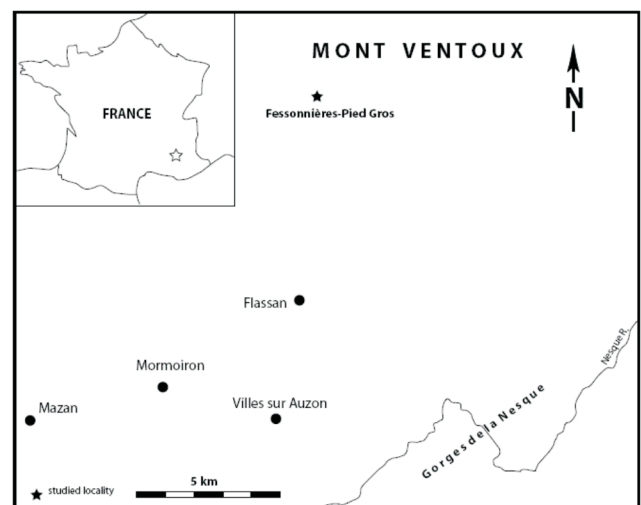 MONT VENTOUX
FRANCE
Fessonnières-Pied Gros
N
Flassan
Nesque R.
Mormoiron
Mazan
Villes sur Auzon
Gorges de la Nesque
studied locality
5 km